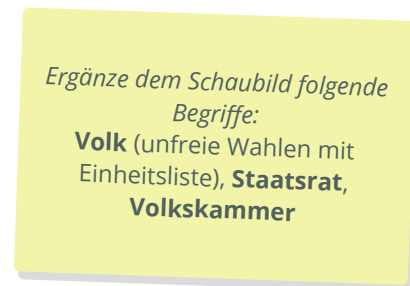 Ergänze dem Schaubild folgende
Begriffe:
Volk (unfreie Wahlen mit
Einheitsliste), Staatsrat,
Volkskammer